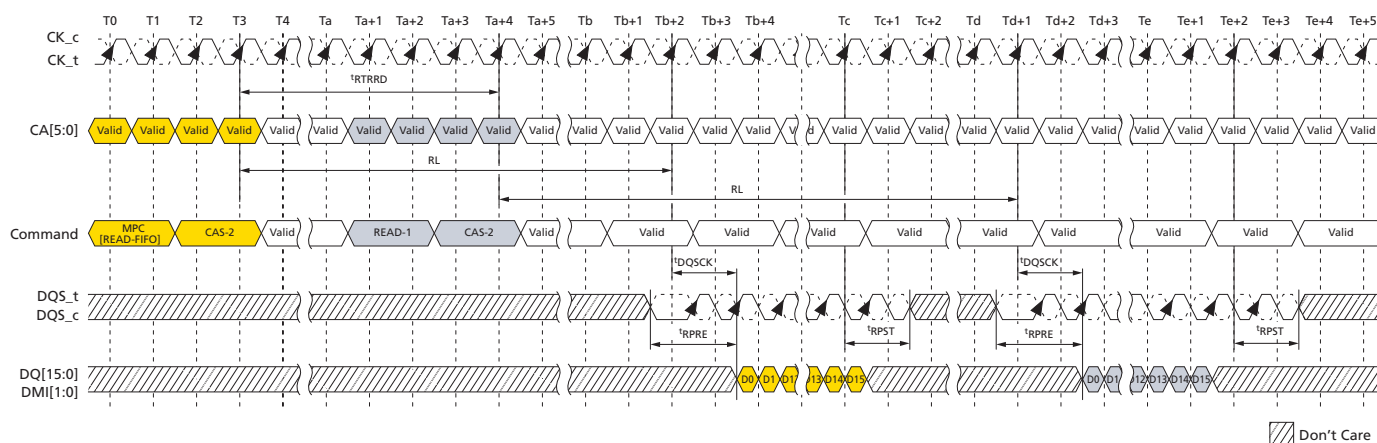 T0 T1 T2 T3 T4 Ta Ta+1 Ta+2 Ta+3 Ta+4 Ta+5 Tb Tb+1 Tb+2 Tb+3 Tb+4 Tc Tc+1 Tc+2 Td Td+1 Td+2 Td+3 Te Te+1 Te+2 Te+3 Te+4 Te+5
CK_c
CK_t
tRTRRD
CA[5:0] Valid Valid Valid Valid Valid Valid Valid Valid Valid Valid Valid Valid Valid Valid Valid Valid Valid Valid Valid Valid Valid Valid Valid Valid Valid Valid Valid Valid
RL
RL
Command MPC [READ-FIFO] CAS-2 Valid READ-1 CAS-2 Valid Valid Valid Valid Valid Valid Valid Valid Valid Valid
tDQSCK tDQSCK
DQS_t
DQS_c
tRPRE tRPST tRPRE tRPST
DQ[15:0]
DMI[1:0]
D0 D1 D13 D14 D15 D0 D1 D12 D13 D14 D15
Don't Care